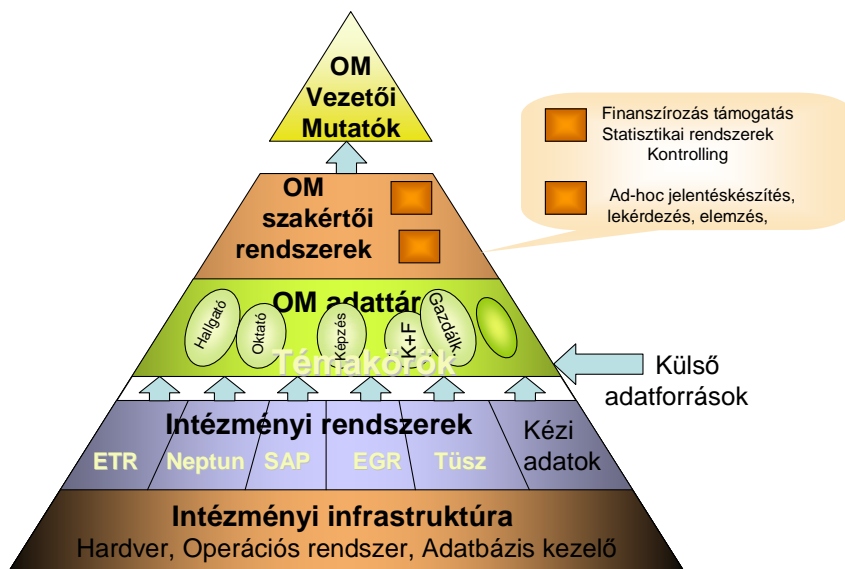 OM
Vezetői
Mutatók
Finanszírozás támogatás
Statisztikai rendszerek
Kontrolling
Ad-hoc jelentéskészítés,
lekérdezés, elemzés,
OM
szakértői
rendszerek
OM adattár
Hallgató
Oktató
Képzés
K+F
Gazdálk.
Témakörök
Külső
adatforrások
Intézményi rendszerek
ETR
Neptun
SAP
EGR
Tüsz
Kézi
adatok
Intézményi infrastruktúra
Hardver, Operációs rendszer, Adatbázis kezelő